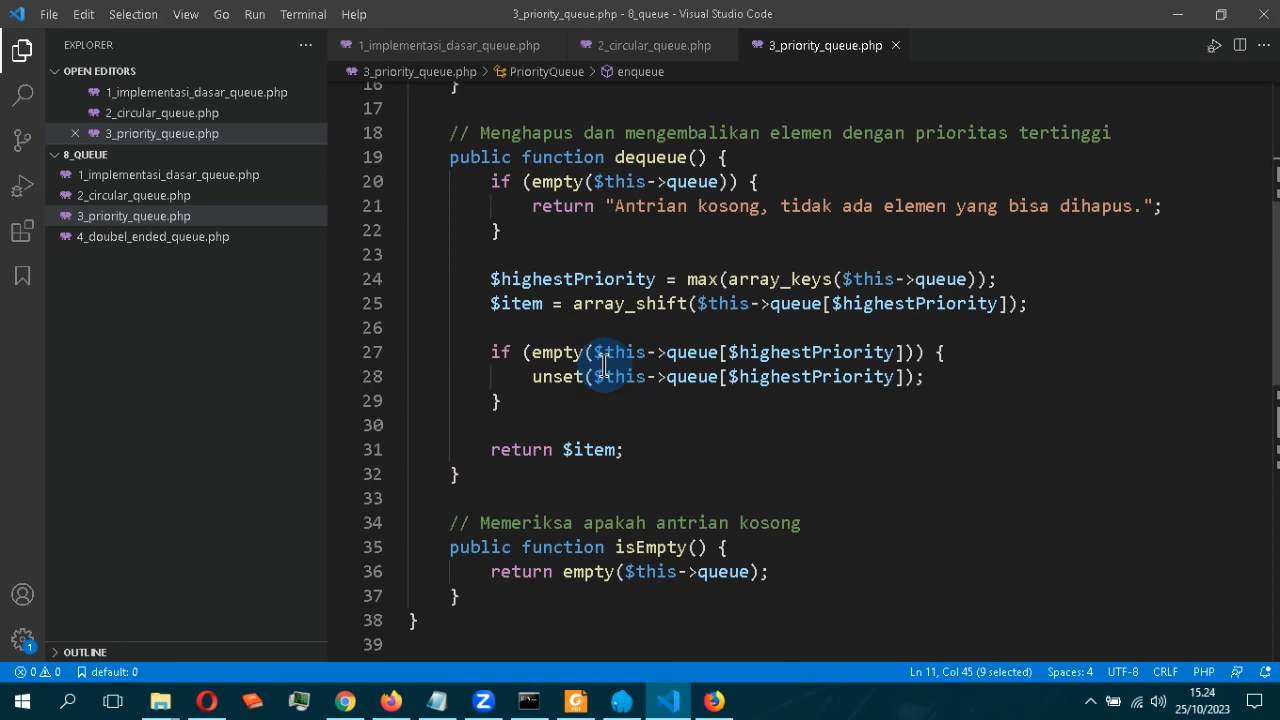 File Edit Selection View Go Run Terminal Help
3_priority_queue.php - 8_queue - Visual Studio Code
EXPLORER
OPEN EDITORS
1_implementasi_dasar_queue.php
2_circular_queue.php
3_priority_queue.php
8_QUEUE
1_implementasi_dasar_queue.php
2_circular_queue.php
3_priority_queue.php
4_doubel_ended_queue.php
OUTLINE
1_implementasi_dasar_queue.php 2_circular_queue.php 3_priority_queue.php
3_priority_queue.php > PriorityQueue > enqueue
16 }
17
18 // Menghapus dan mengembalikan elemen dengan prioritas tertinggi
19 public function dequeue() {
20 if (empty($this->queue)) {
21 return "Antrian kosong, tidak ada elemen yang bisa dihapus.";
22 }
23
24 $highestPriority = max(array_keys($this->queue));
25 $item = array_shift($this->queue[$highestPriority]);
26
27 if (empty($this->queue[$highestPriority])) {
28 unset($this->queue[$highestPriority]);
29 }
30
31 return $item;
32 }
33
34 // Memeriksa apakah antrian kosong
35 public function isEmpty() {
36 return empty($this->queue);
37 }
38 }
39
1
0 0 default: 0
Ln 11, Col 45 (9 selected) Spaces: 4 UTF-8 CRLF PHP
15.24
25/10/2023